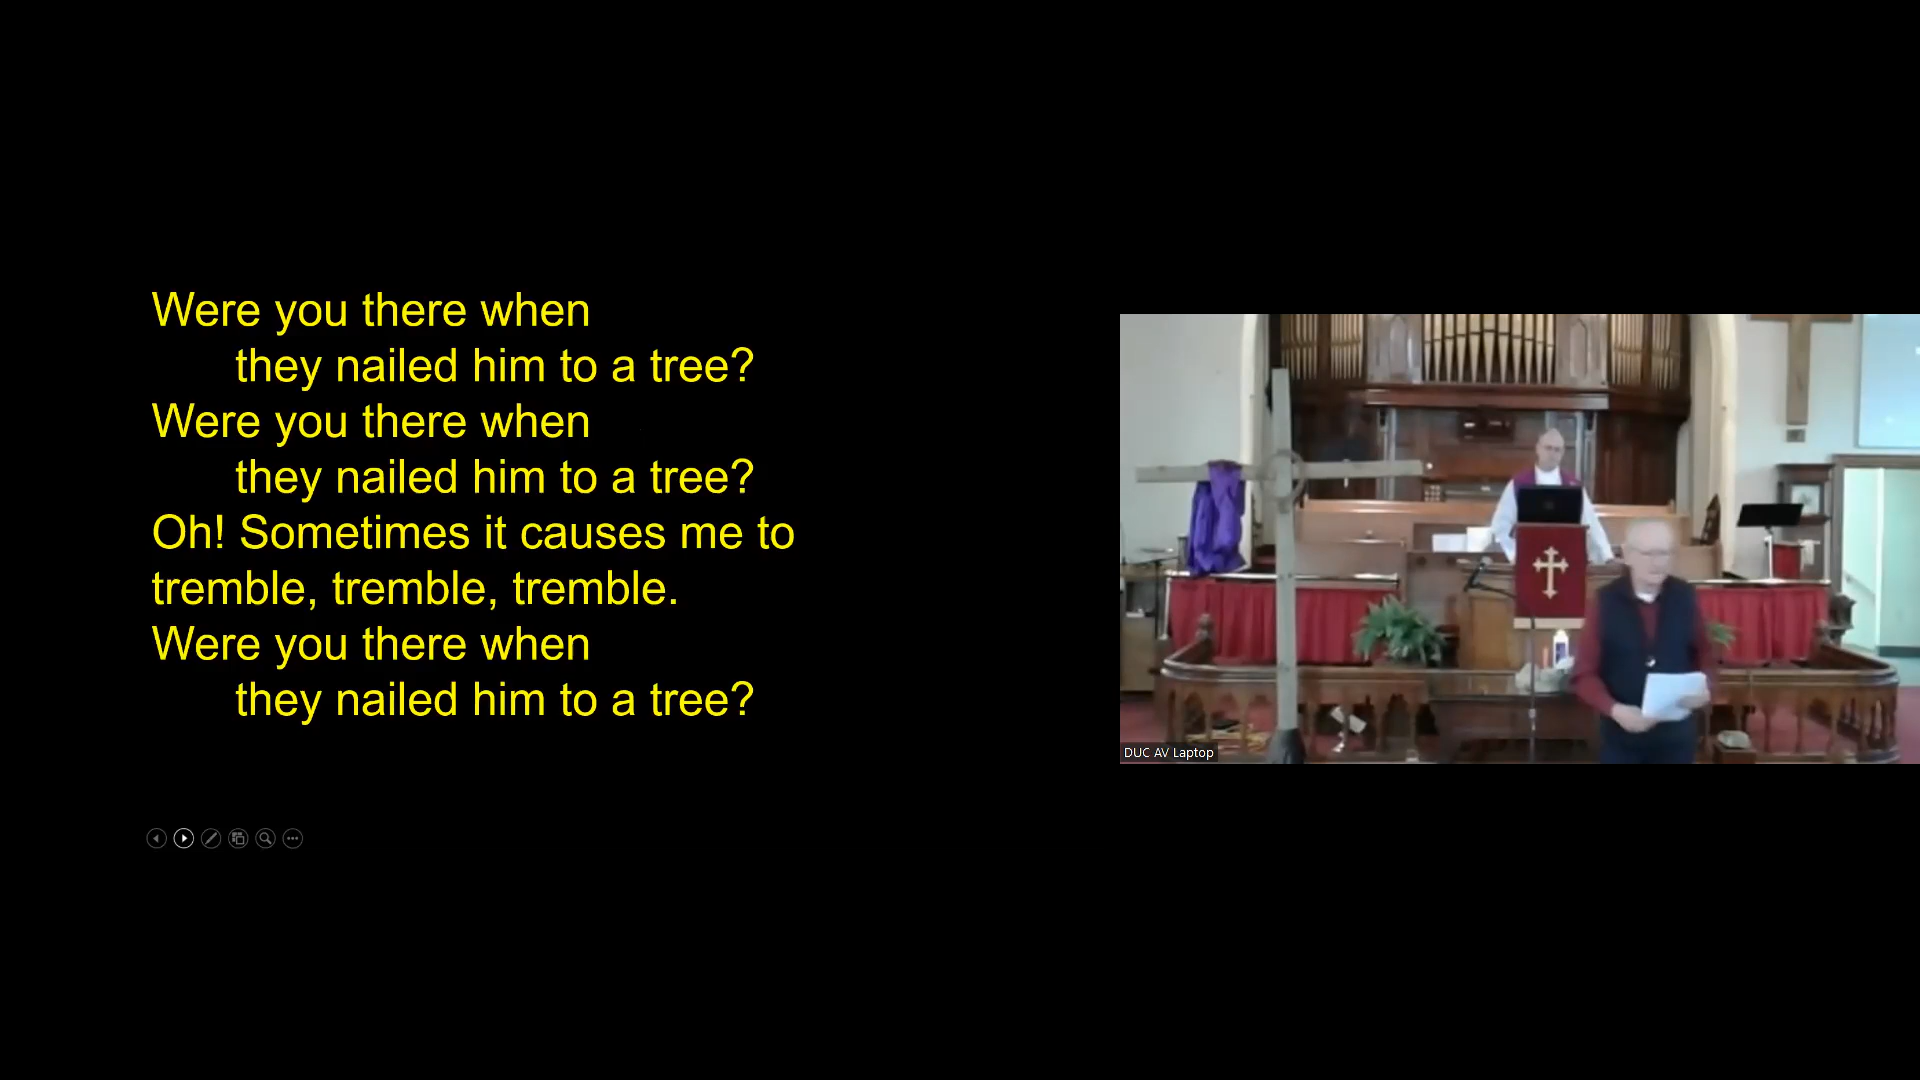 Were you there when
they nailed him to a tree?
Were you there when
they nailed him to a tree?
Oh! Sometimes it causes me to
tremble, tremble, tremble.
Were you there when
they nailed him to a tree?
DUC AV Laptop